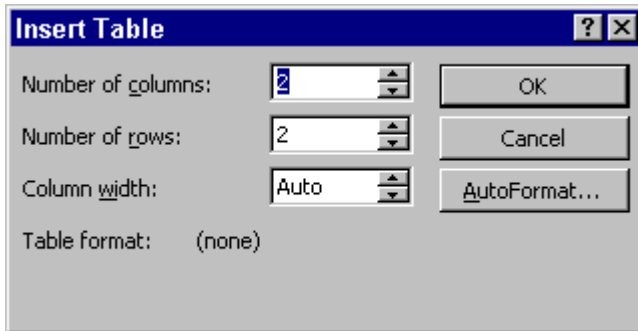 Insert Table
Number of columns: 2 OK
Number of rows: 2 Cancel
Column width: Auto AutoFormat...
Table format: (none)